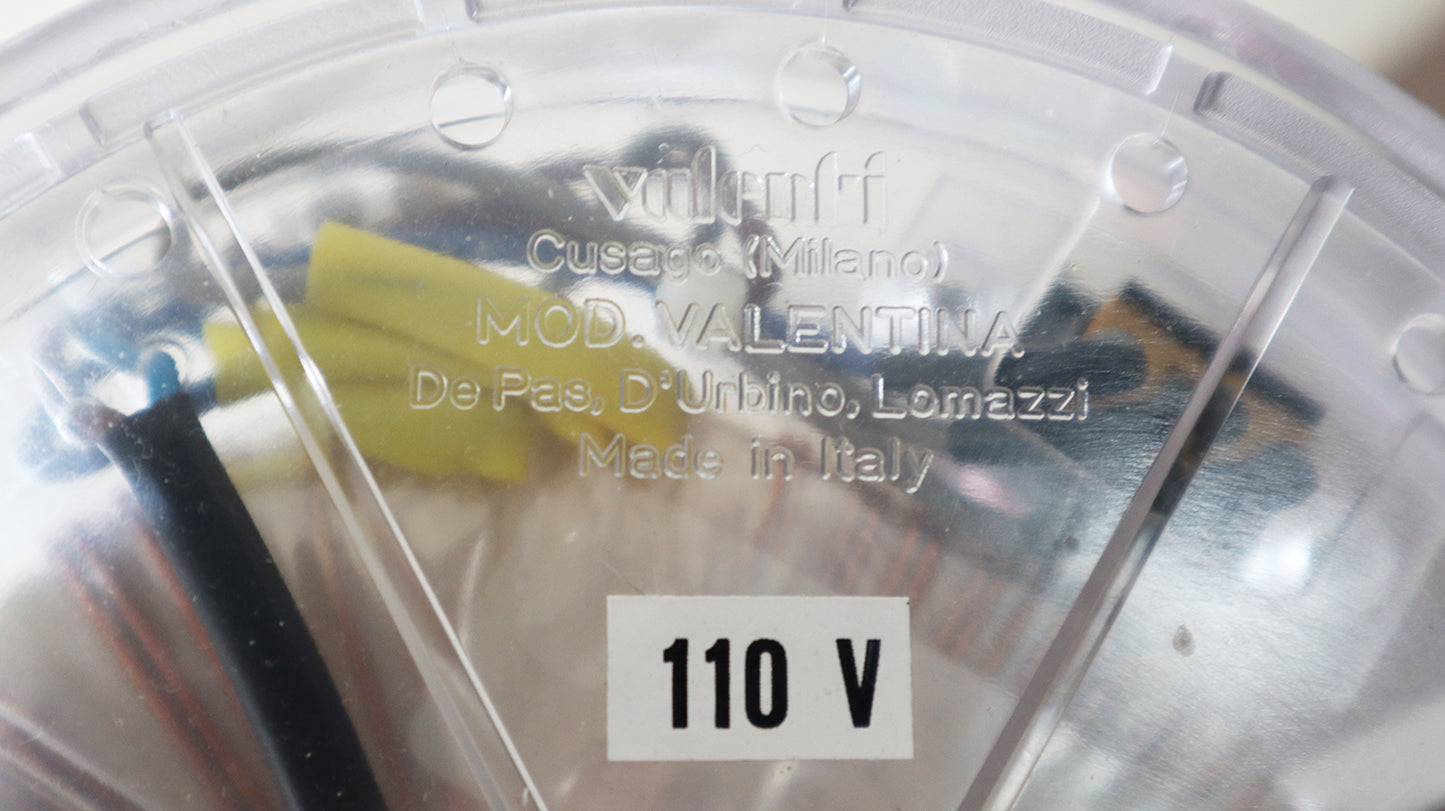 valenti
Cusago (Milano)
MOD. VALENTINA
De Pas, D'Urbino, Lomazzi
Made in Italy
110 V